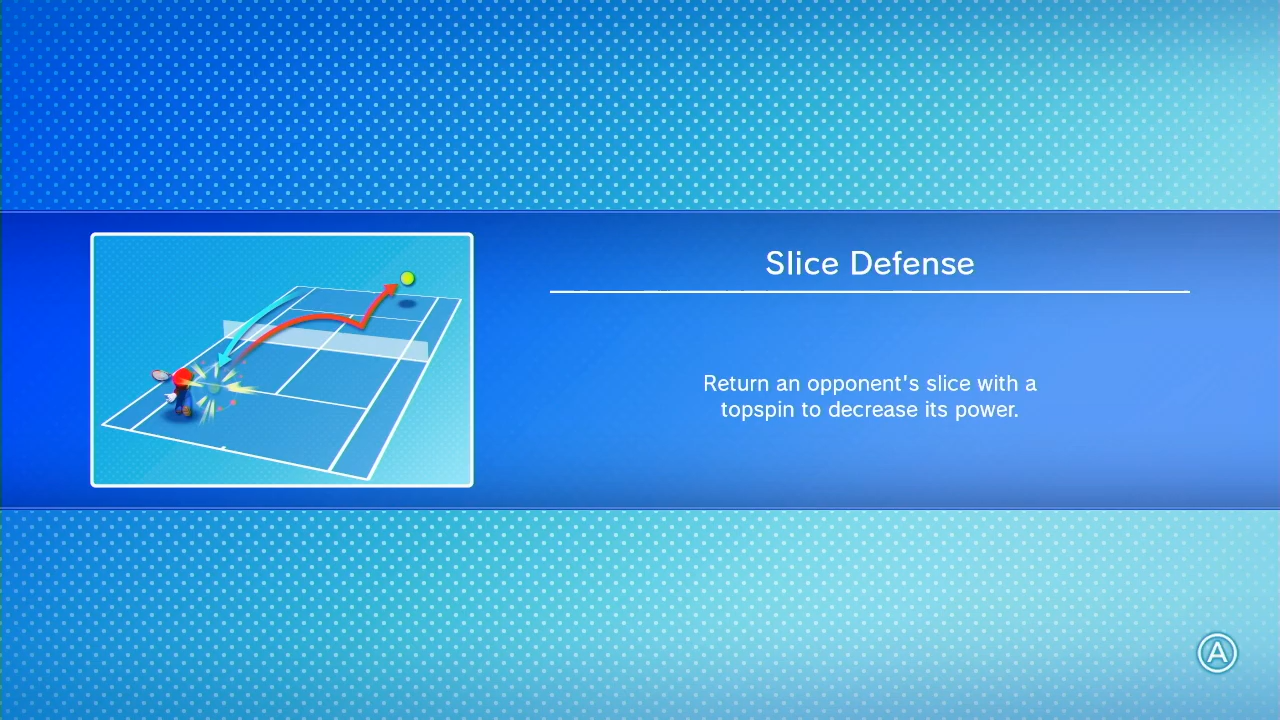 Slice Defense
Return an opponent's slice with a
topspin to decrease its power.
A